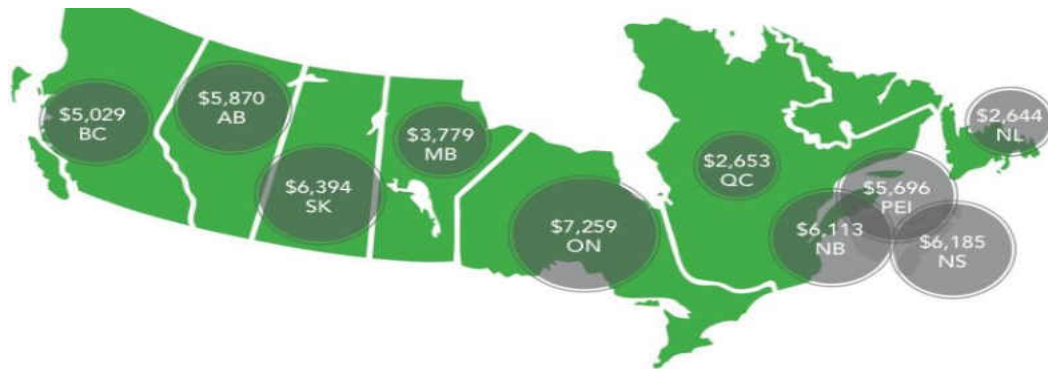 $5,029
BC
$5,870
AB
$6,394
SK
$3,779
MB
$7,259
ON
$2,653
QC
$6,113
NB
$5,696
PEI
$6,185
NS
$2,644
NL